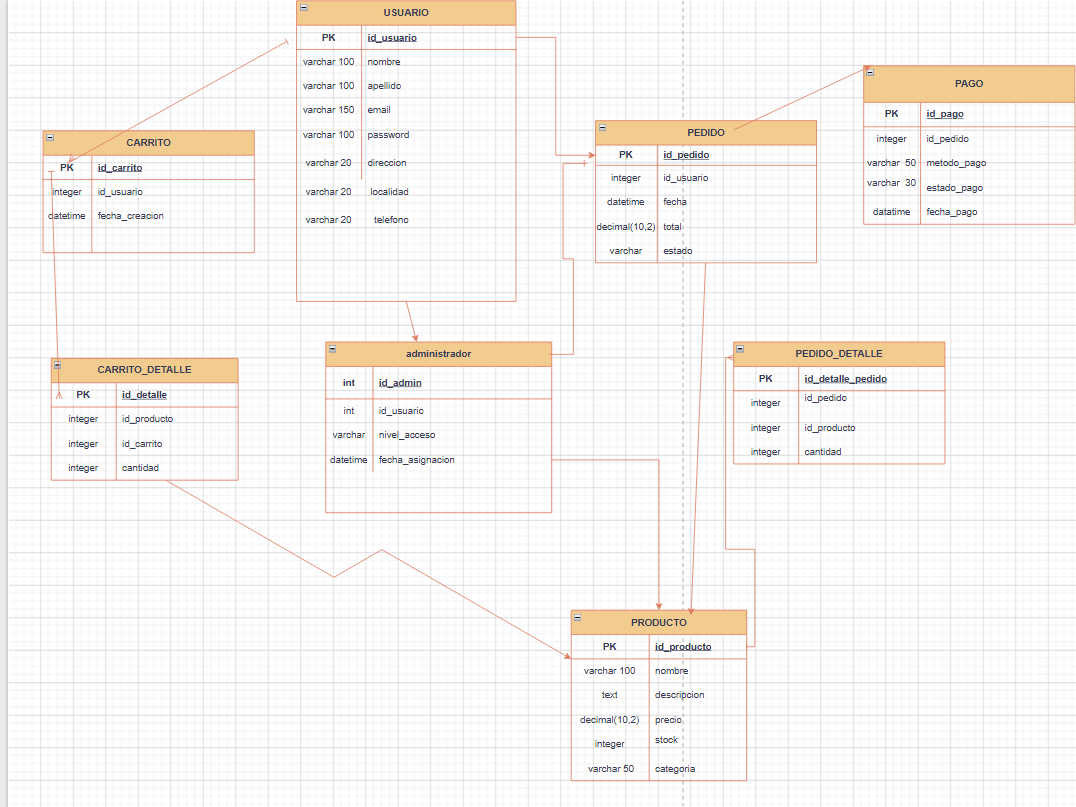 USUARIO
PK id_usuario
varchar 100 nombre
varchar 100 apellido
varchar 150 email
varchar 100 password
varchar 20 direccion
varchar 20 localidad
varchar 20 telefono
CARRITO
PK id_carrito
integer id_usuario
datetime fecha_creacion
PEDIDO
PK id_pedido
integer id_usuario
datetime fecha
decimal(10,2) total
varchar estado
PAGO
PK id_pago
integer id_pedido
varchar 50 metodo_pago
varchar 30 estado_pago
datatime fecha_pago
CARRITO_DETALLE
PK id_detalle
integer id_producto
integer id_carrito
integer cantidad
administrador
int id_admin
int id_usuario
varchar nivel_acceso
datetime fecha_asignacion
PEDIDO_DETALLE
PK id_detalle_pedido
integer id_pedido
integer id_producto
integer cantidad
PRODUCTO
PK id_producto
varchar 100 nombre
text descripcion
decimal(10,2) precio
integer stock
varchar 50 categoria